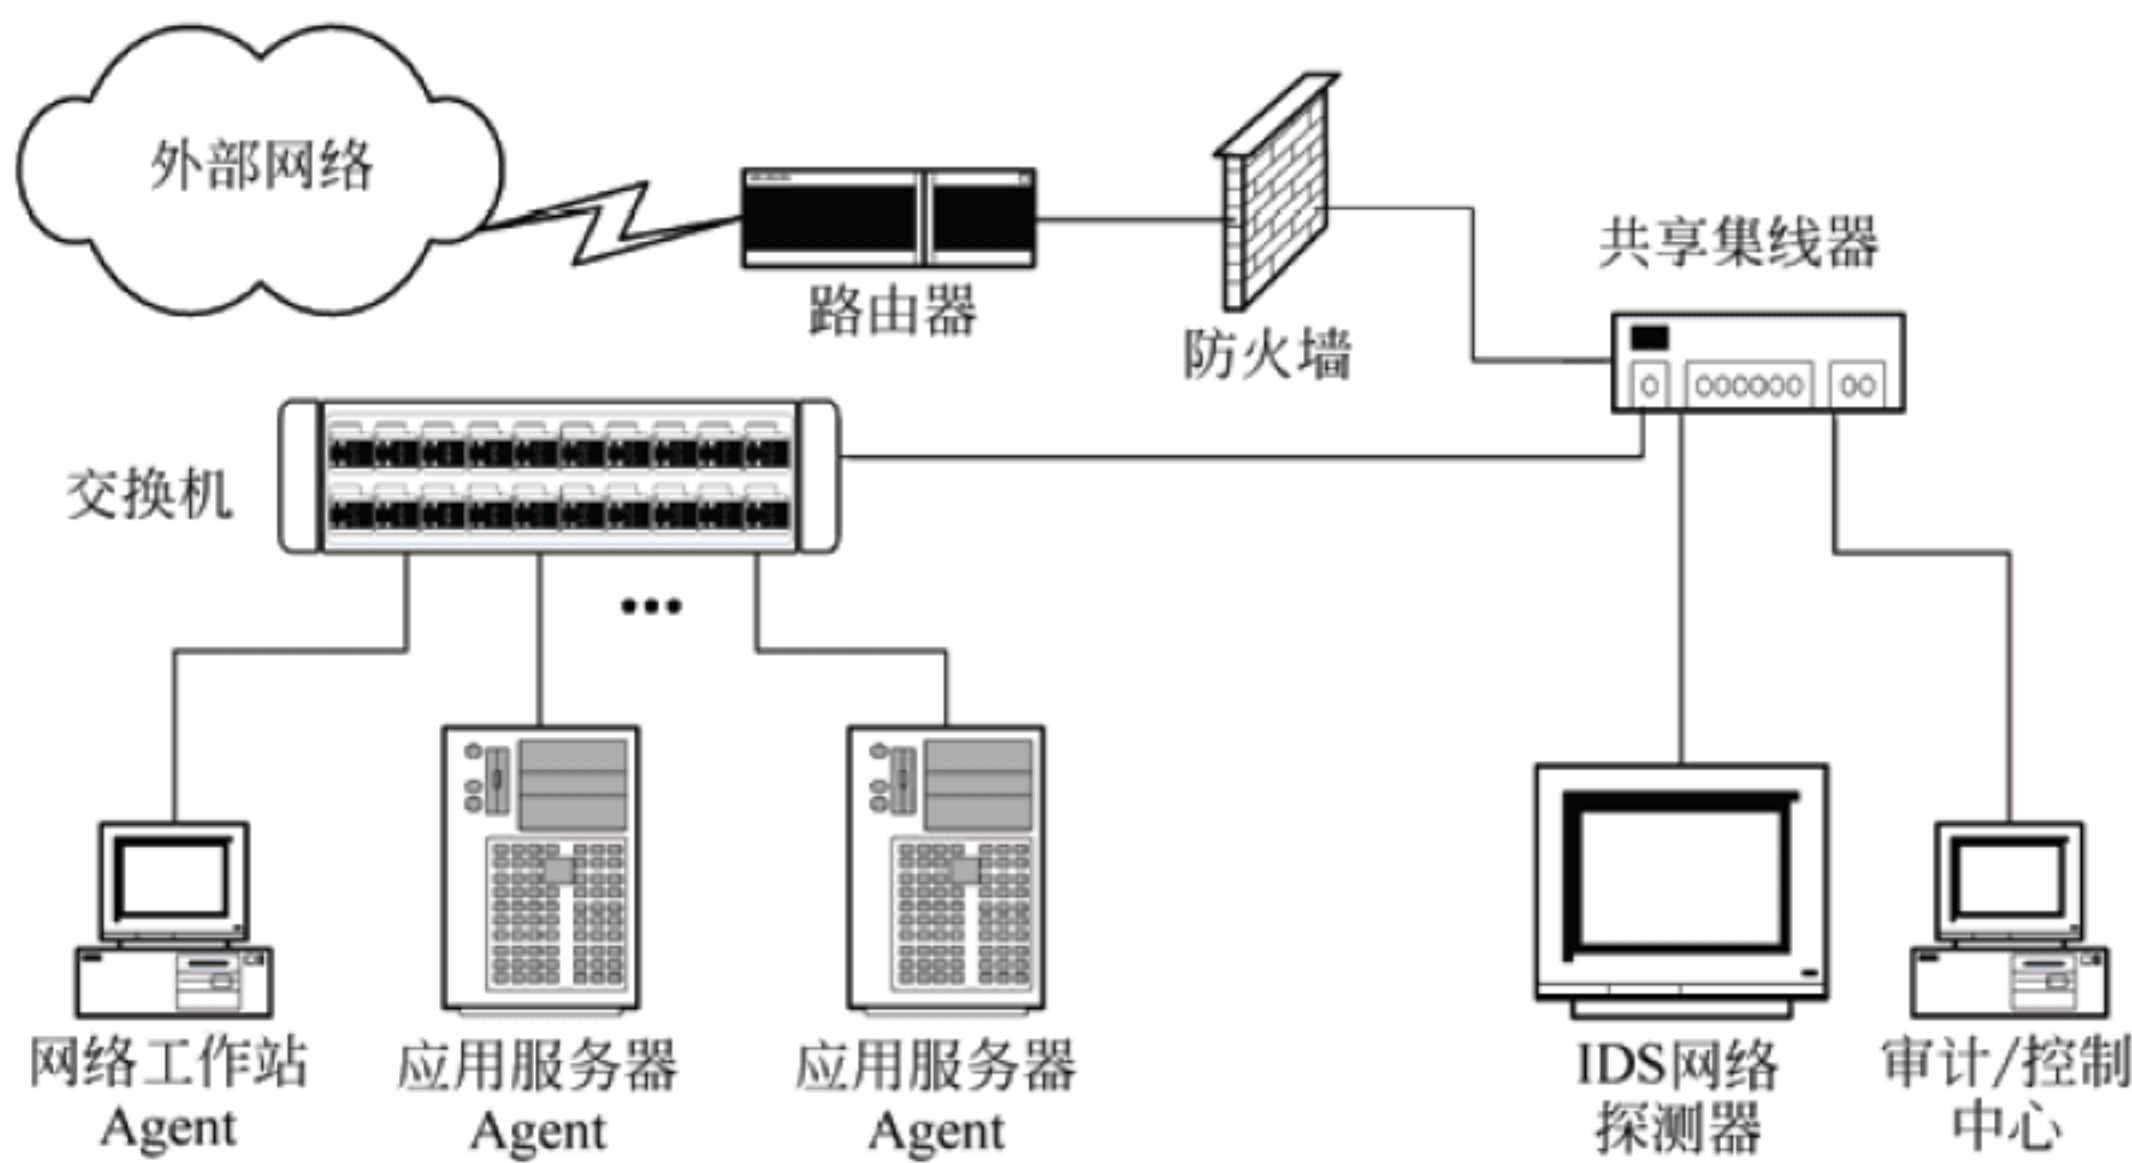 外部网络
路由器
防火墙
共享集线器
交换机
网络工作站
Agent
应用服务器
Agent
应用服务器
Agent
IDS网络
探测器
审计/控制
中心